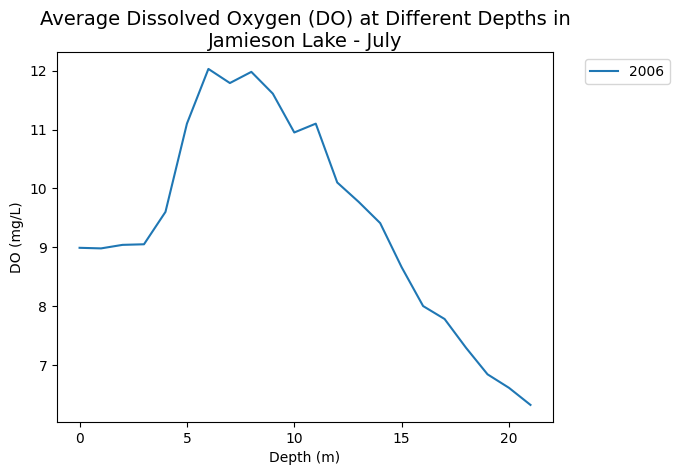 Average Dissolved Oxygen (DO) at Different Depths in
Jamieson Lake - July
2006
12
11
10
9
8
7
DO (mg/L)
0 5 10 15 20
Depth (m)